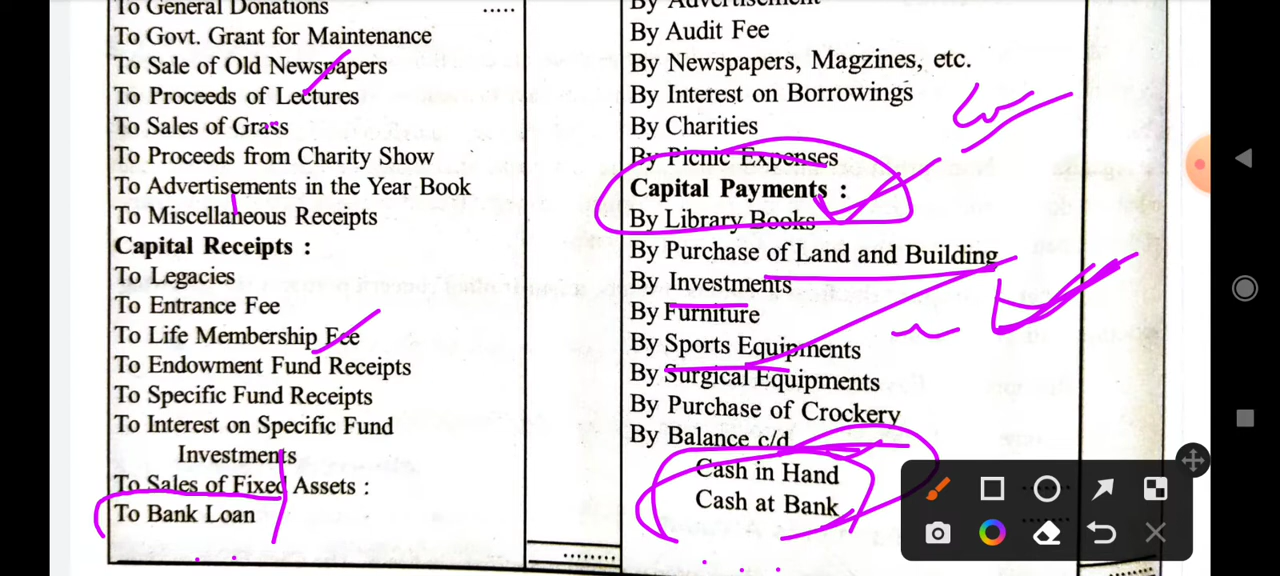 To General Donations
.....
To Govt. Grant for Maintenance
To Sale of Old Newspapers
To Proceeds of Lectures
To Sales of Grass
To Proceeds from Charity Show
To Advertisements in the Year Book
To Miscellaneous Receipts
Capital Receipts :
To Legacies
To Entrance Fee
To Life Membership Fee
To Endowment Fund Receipts
To Specific Fund Receipts
To Interest on Specific Fund
Investments
To Sales of Fixed Assets :
To Bank Loan
........
By Advertisement
By Audit Fee
By Newspapers, Magzines, etc.
By Interest on Borrowings
By Charities
By Picnic Expenses
Capital Payments :
By Library Books
By Purchase of Land and Building
By Investments
By Furniture
By Sports Equipments
By Surgical Equipments
By Purchase of Crockery
By Balance c/d
Cash in Hand
Cash at Bank